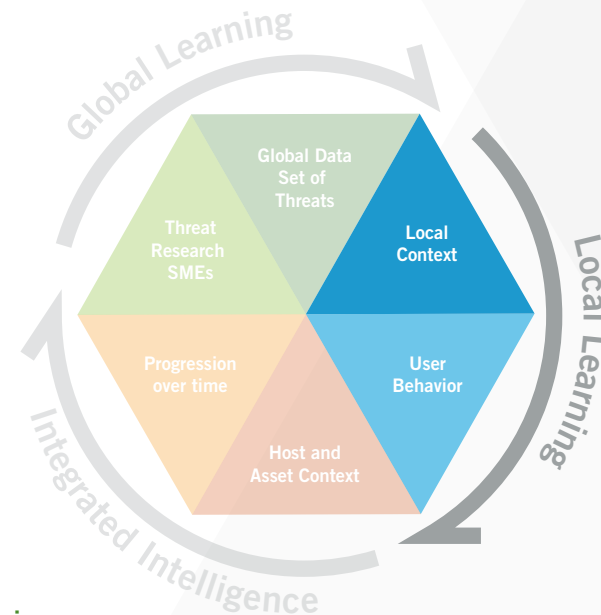 Global Learning
Global Data
Set of
Threats
Threat
Research
SMEs
Local
Context
Local Learning
Progression
over time
User
Behavior
Host and
Asset Context
Integrated Intelligence